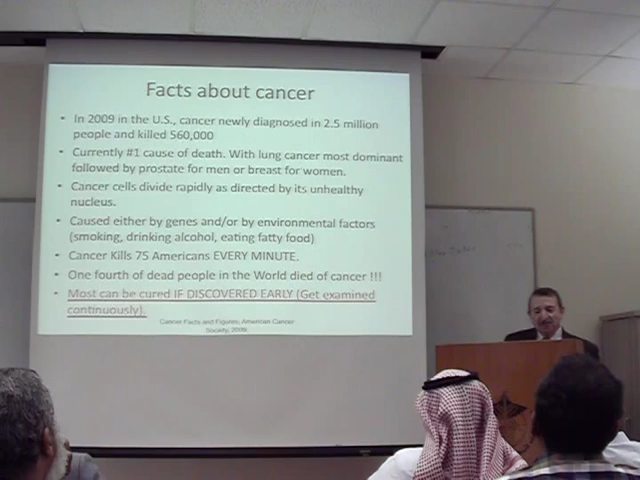 Facts about cancer
• In 2009 in the U.S., cancer newly diagnosed in 2.5 million
people and killed 560,000
• Currently #1 cause of death. With lung cancer most dominant
followed by prostate for men or breast for women.
• Cancer cells divide rapidly as directed by its unhealthy
nucleus.
• Caused either by genes and/or by environmental factors
(smoking, drinking alcohol, eating fatty food)
• Cancer Kills 75 Americans EVERY MINUTE.
• One fourth of dead people in the World died of cancer !!!
• Most can be cured IF DISCOVERED EARLY (Get examined
continuously).
Cancer Facts and Figures, American Cancer
Society, 2009